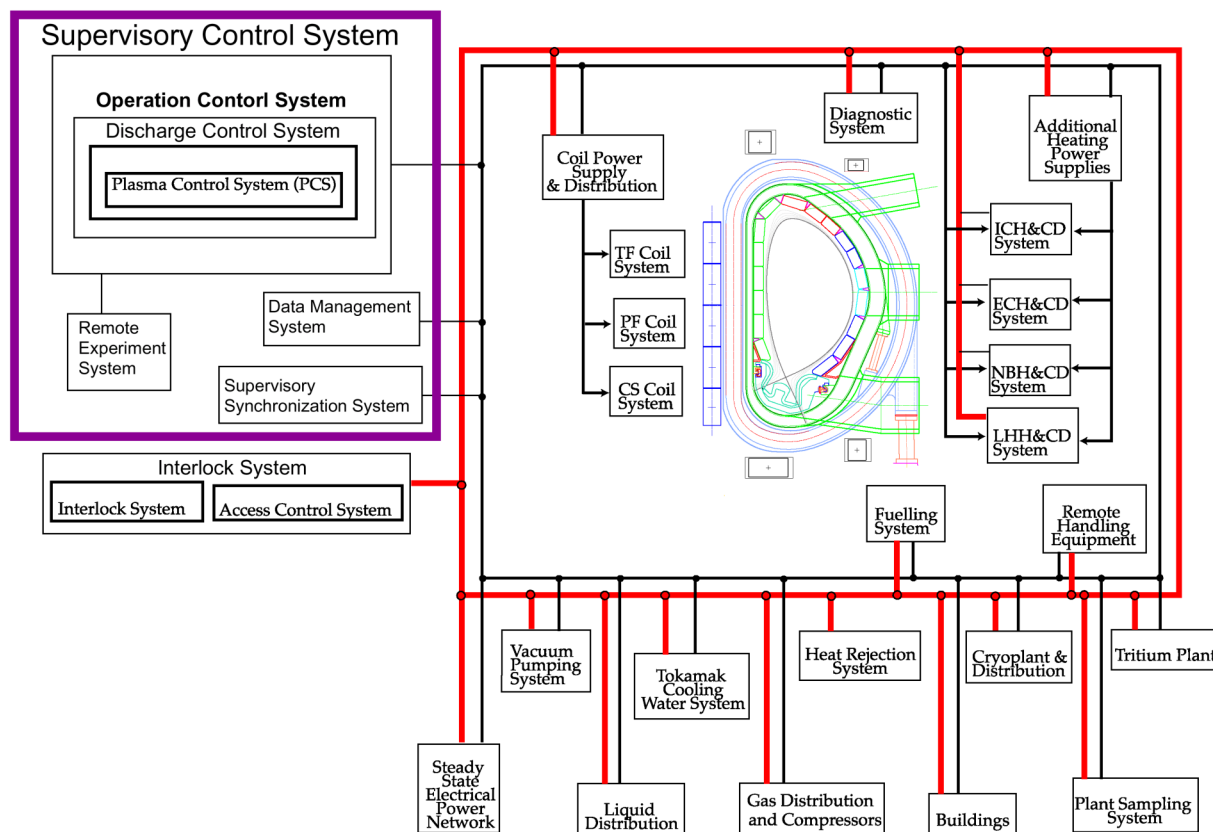 Supervisory Control System
Operation Contorl System
Discharge Control System
Plasma Control System (PCS)
Remote
Experiment
System
Data Management
System
Supervisory
Synchronization System
Interlock System
Interlock System
Access Control System
Coil Power
Supply
& Distribution
TF Coil
System
PF Coil
System
CS Coil
System
Diagnostic
System
Additional
Heating
Power
Supplies
ICH&CD
System
ECH&CD
System
NBH&CD
System
LHH&CD
System
Fuelling
System
Remote
Handling
Equipment
Vacuum
Pumping
System
Tokamak
Cooling
Water System
Heat Rejection
System
Cryoplant &
Distribution
Tritium Plant
Steady
State
Electrical
Power
Network
Liquid
Distribution
Gas Distribution
and Compressors
Buildings
Plant Sampling
System